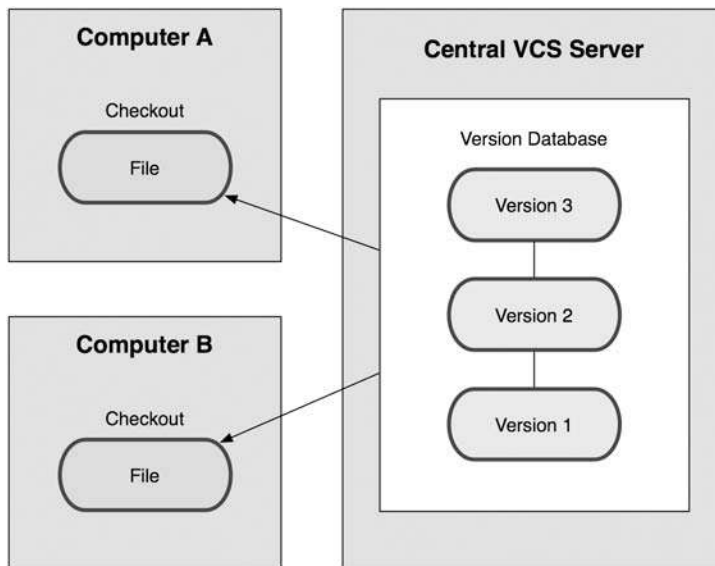 Computer A
Checkout
File
Computer B
Checkout
File
Central VCS Server
Version Database
Version 3
Version 2
Version 1